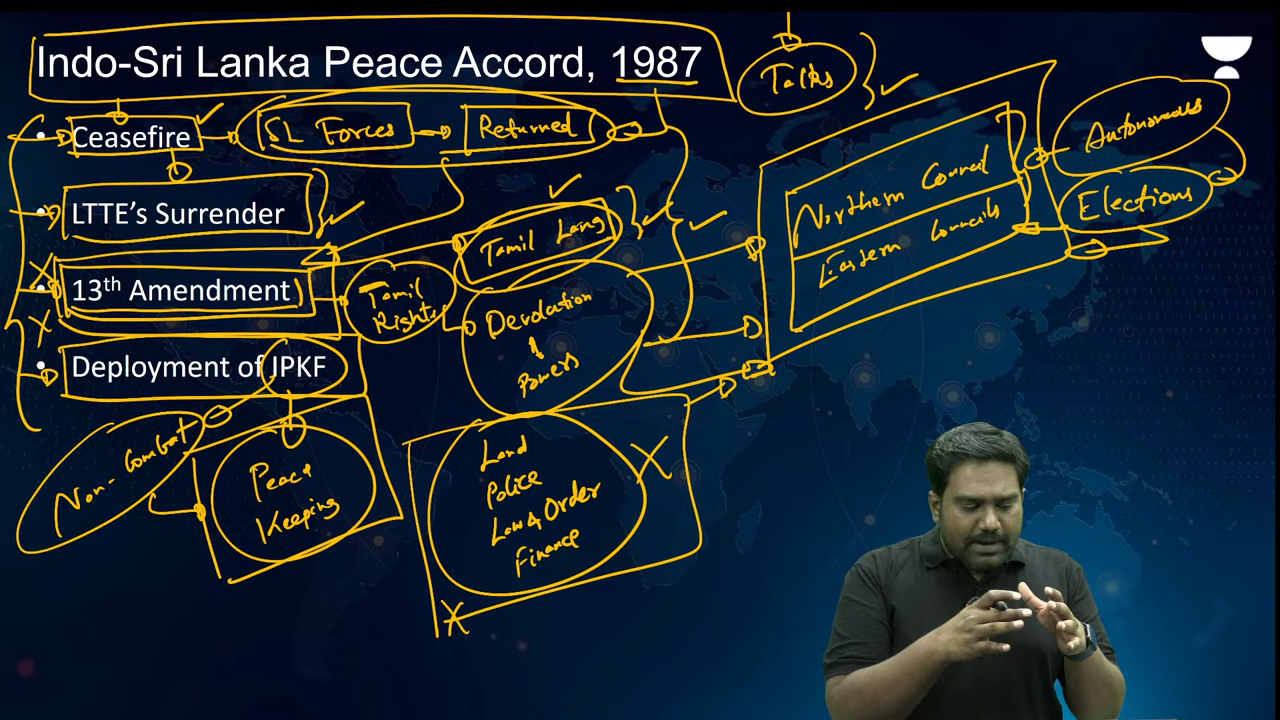 Indo-Sri Lanka Peace Accord, 1987
Talks
• Ceasefire
SL Forces
Returned
• LTTE's Surrender
Tamil Lang
• 13th Amendment
Tamil
Rights
Devolution
of
Powers
• Deployment of IPKF
Non-Combat
Peace
Keeping
Land
Police
Law & Order
Finance
Northern Council
Eastern Councils
Autonomous
Elections